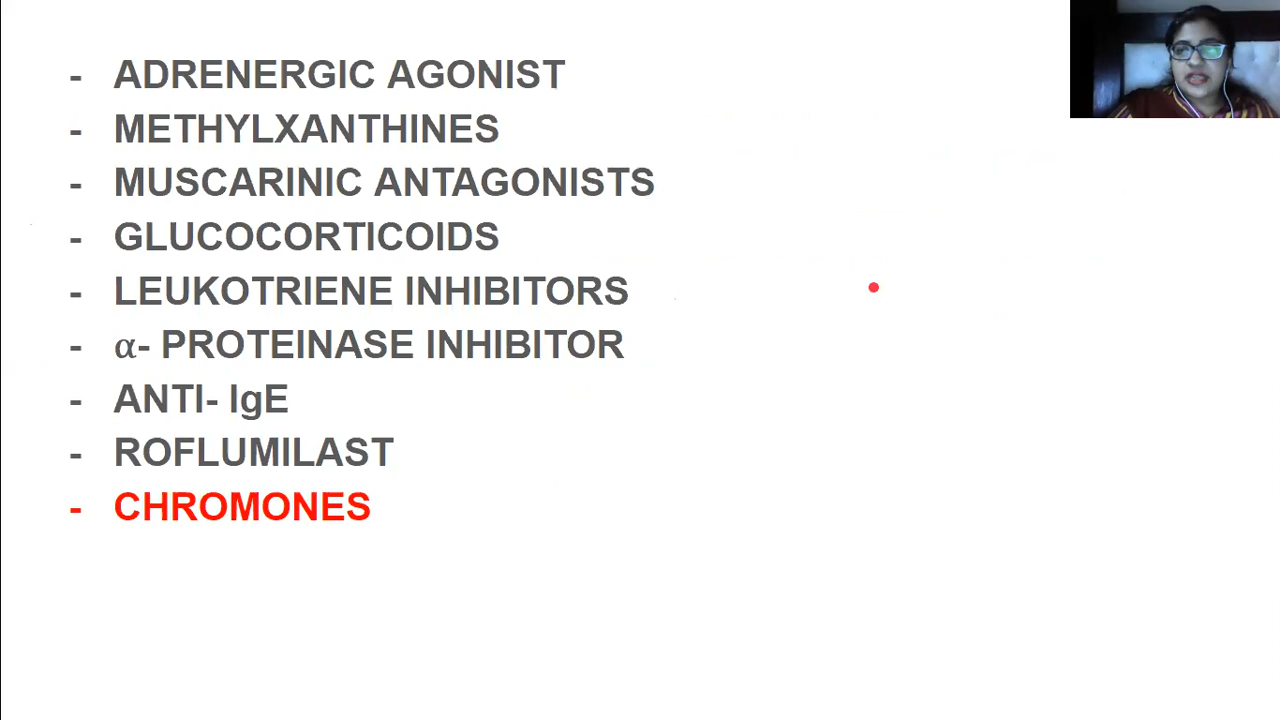 - ADRENERGIC AGONIST
- METHYLXANTHINES
- MUSCARINIC ANTAGONISTS
- GLUCOCORTICOIDS
- LEUKOTRIENE INHIBITORS
- α- PROTEINASE INHIBITOR
- ANTI- IgE
- ROFLUMILAST
- CHROMONES